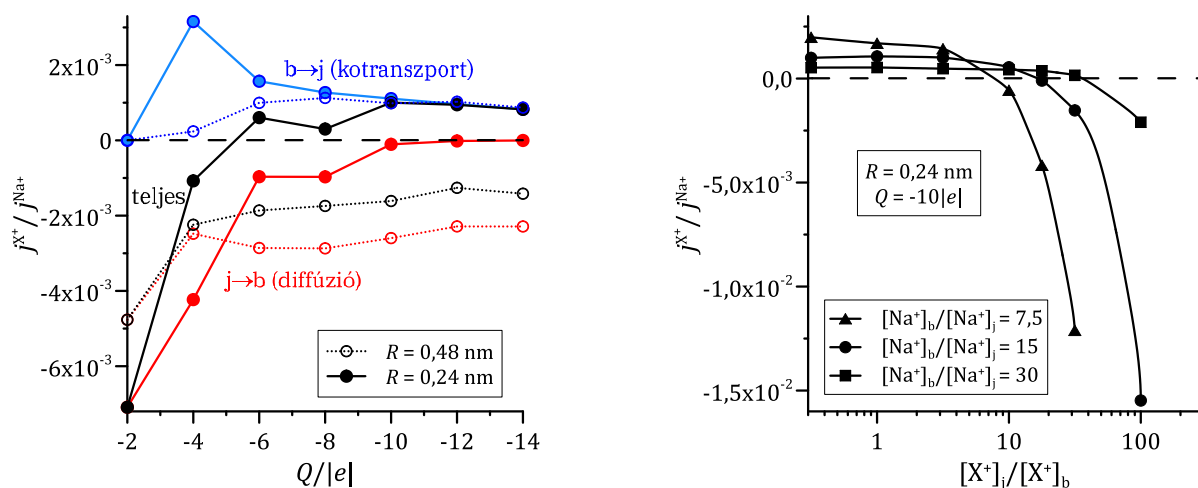 2x10⁻³
0
-2x10⁻³
-4x10⁻³
-6x10⁻³
j^X⁺/ j^Na⁺
b→j (kotranszport)
teljes
j→b (diffúzió)
R = 0,48 nm
R = 0,24 nm
-2 -4 -6 -8 -10 -12 -14
Q/|e|
0,0
-5,0x10⁻³
-1,0x10⁻²
-1,5x10⁻²
j^X⁺/ j^Na⁺
R = 0,24 nm
Q = -10|e|
[Na⁺]b/[Na⁺]j = 7,5
[Na⁺]b/[Na⁺]j = 15
[Na⁺]b/[Na⁺]j = 30
1 10 100
[X⁺]j/[X⁺]b